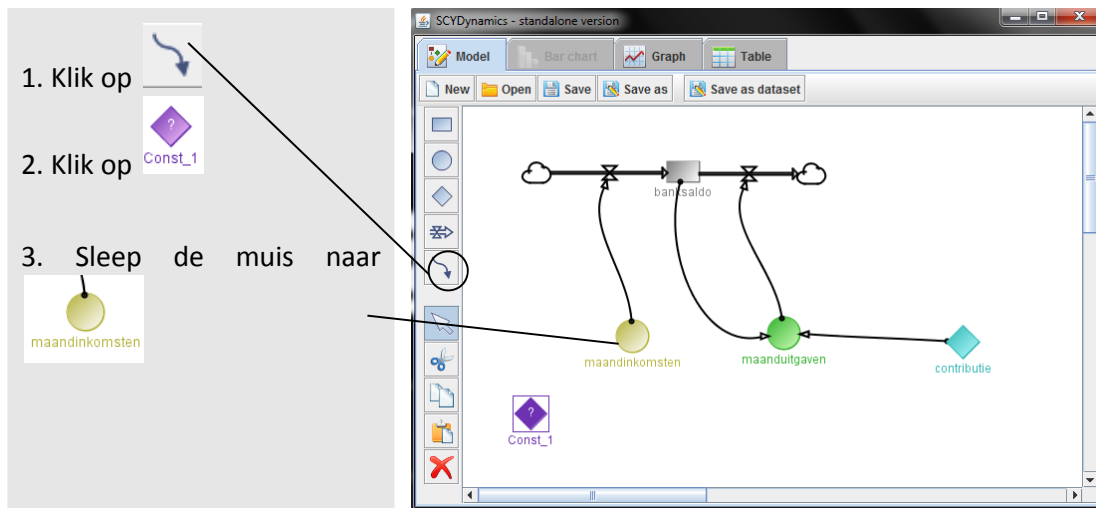 1. Klik op
?
Const_1
2. Klik op
3. Sleep de muis naar
maandinkomsten
SCYDynamics - standalone version
Model Bar chart Graph Table
New Open Save Save as Save as dataset
banksaldo
maandinkomsten
maanduitgaven
contributie
?
Const_1